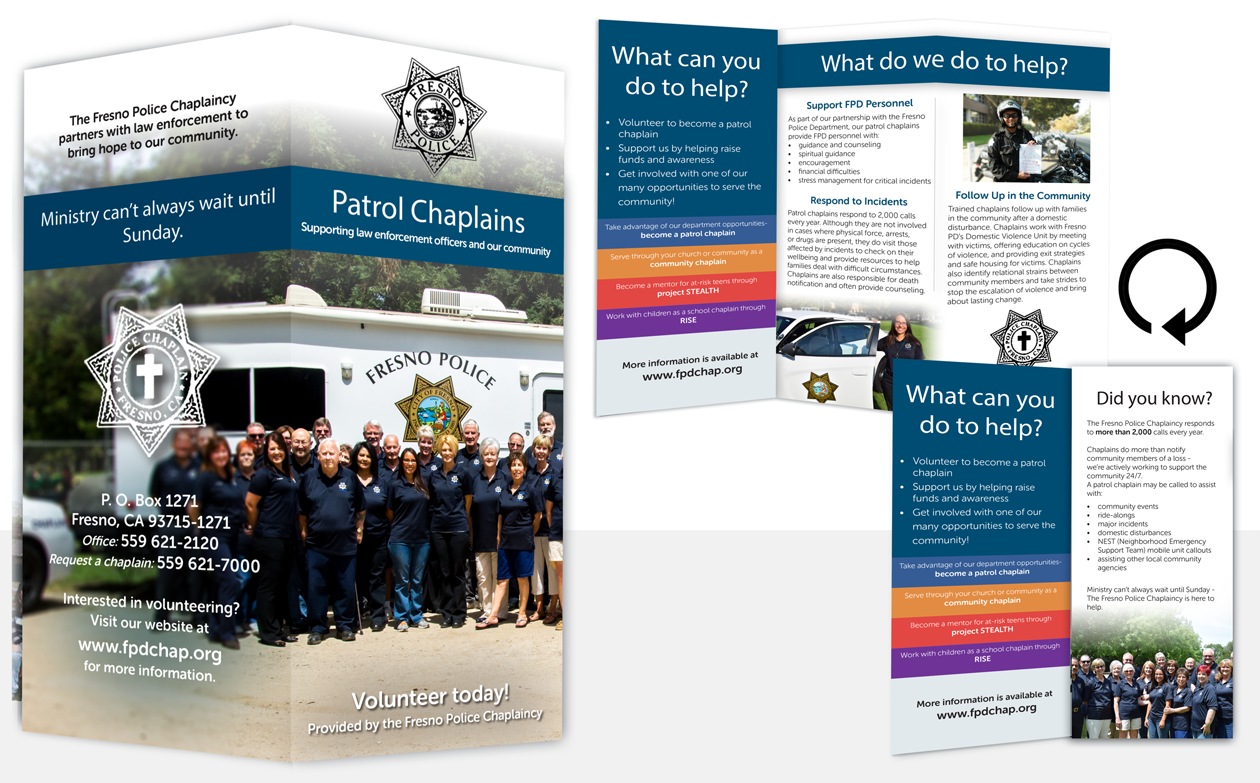 The Fresno Police Chaplaincy
partners with law enforcement to
bring hope to our community.
Ministry can't always wait until
Sunday.
POLICE CHAPLAIN
FRESNO, CA
P. O. Box 1271
Fresno, CA 93715-1271
Office: 559 621-2120
Request a chaplain: 559 621-7000
Interested in volunteering?
Visit our website at
www.fpdchap.org
for more information.
FRESNO
POLICE
Patrol Chaplains
Supporting law enforcement officers and our community
FRESNO POLICE
CITY OF FRESNO
Volunteer today!
Provided by the Fresno Police Chaplaincy
What can you
do to help?
• Volunteer to become a patrol
chaplain
• Support us by helping raise
funds and awareness
• Get involved with one of our
many opportunities to serve the
community!
Take advantage of our department opportunities-
become a patrol chaplain
Serve through your church or community as a
community chaplain
Become a mentor for at-risk teens through
project STEALTH
Work with children as a school chaplain through
RISE
More information is available at
www.fpdchap.org
What do we do to help?
Support FPD Personnel
As part of our partnership with the Fresno
Police Department, our patrol chaplains
provide FPD personnel with:
• guidance and counseling
• spiritual guidance
• encouragement
• financial difficulties
• stress management for critical incidents
Respond to Incidents
Patrol chaplains respond to 2,000 calls
every year. Although they are not involved
in cases where physical force, arrests,
or drugs are present, they do visit those
affected by incidents to check on their
wellbeing and provide resources to help
families deal with difficult circumstances.
Chaplains are also responsible for death
notification and often provide counseling.
Follow Up in the Community
Trained chaplains follow up with families
in the community after a domestic
disturbance. Chaplains work with Fresno
PD's Domestic Violence Unit by meeting
with victims, offering education on cycles
of violence, and providing exit strategies
and safe housing for victims. Chaplains
also identify relational strains between
community members and take strides to
stop the escalation of violence and bring
about lasting change.
POLICE CHAPLAIN
FRESNO, CA
What can you
do to help?
• Volunteer to become a patrol
chaplain
• Support us by helping raise
funds and awareness
• Get involved with one of our
many opportunities to serve the
community!
Take advantage of our department opportunities-
become a patrol chaplain
Serve through your church or community as a
community chaplain
Become a mentor for at-risk teens through
project STEALTH
Work with children as a school chaplain through
RISE
More information is available at
www.fpdchap.org
Did you know?
The Fresno Police Chaplaincy responds
to more than 2,000 calls every year.
Chaplains do more than notify
community members of a loss -
we're actively working to support the
community 24/7.
A patrol chaplain may be called to assist
with:
• community events
• ride-alongs
• major incidents
• domestic disturbances
• NEST (Neighborhood Emergency
Support Team) mobile unit callouts
• assisting other local community
agencies
Ministry can't always wait until Sunday -
The Fresno Police Chaplaincy is here to
help.